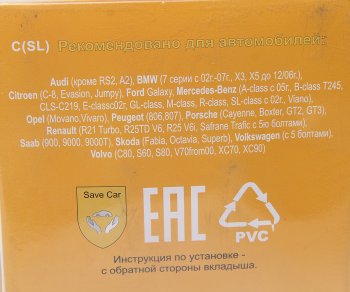 C(SL) Рекомендовано для автомобилей:
Audi (кроме RS2, A2), BMW (7 серии с 02г.-07г., X3, X5 до 12/06г.),
Citroen (C-8, Evasion, Jumpy), Ford Galaxy, Mercedes-Benz (A-class с 05г., B-class T245,
CLS-C219, E-classс02г, GL-class, M-class, R-class, SL-class с 02г., Viano),
Opel (Movano.Vivaro), Peugeot (806,807), Porsche (Cayenne, Boxter, GT2, GT3),
Renault (R21 Turbo, R25TD V6, R25 V6i, Safrane Trafic с 5ю болтами),
Saab (900, 9000, 9000T), Skoda (Fabia, Octavia, Superb), Volkswagen (с 5 болтами),
Volvo (C80, S60, S80, V70from00, XC70, XC90)
Save Car
EAC
PVC
Инструкция по установке -
с обратной стороны вкладыша.